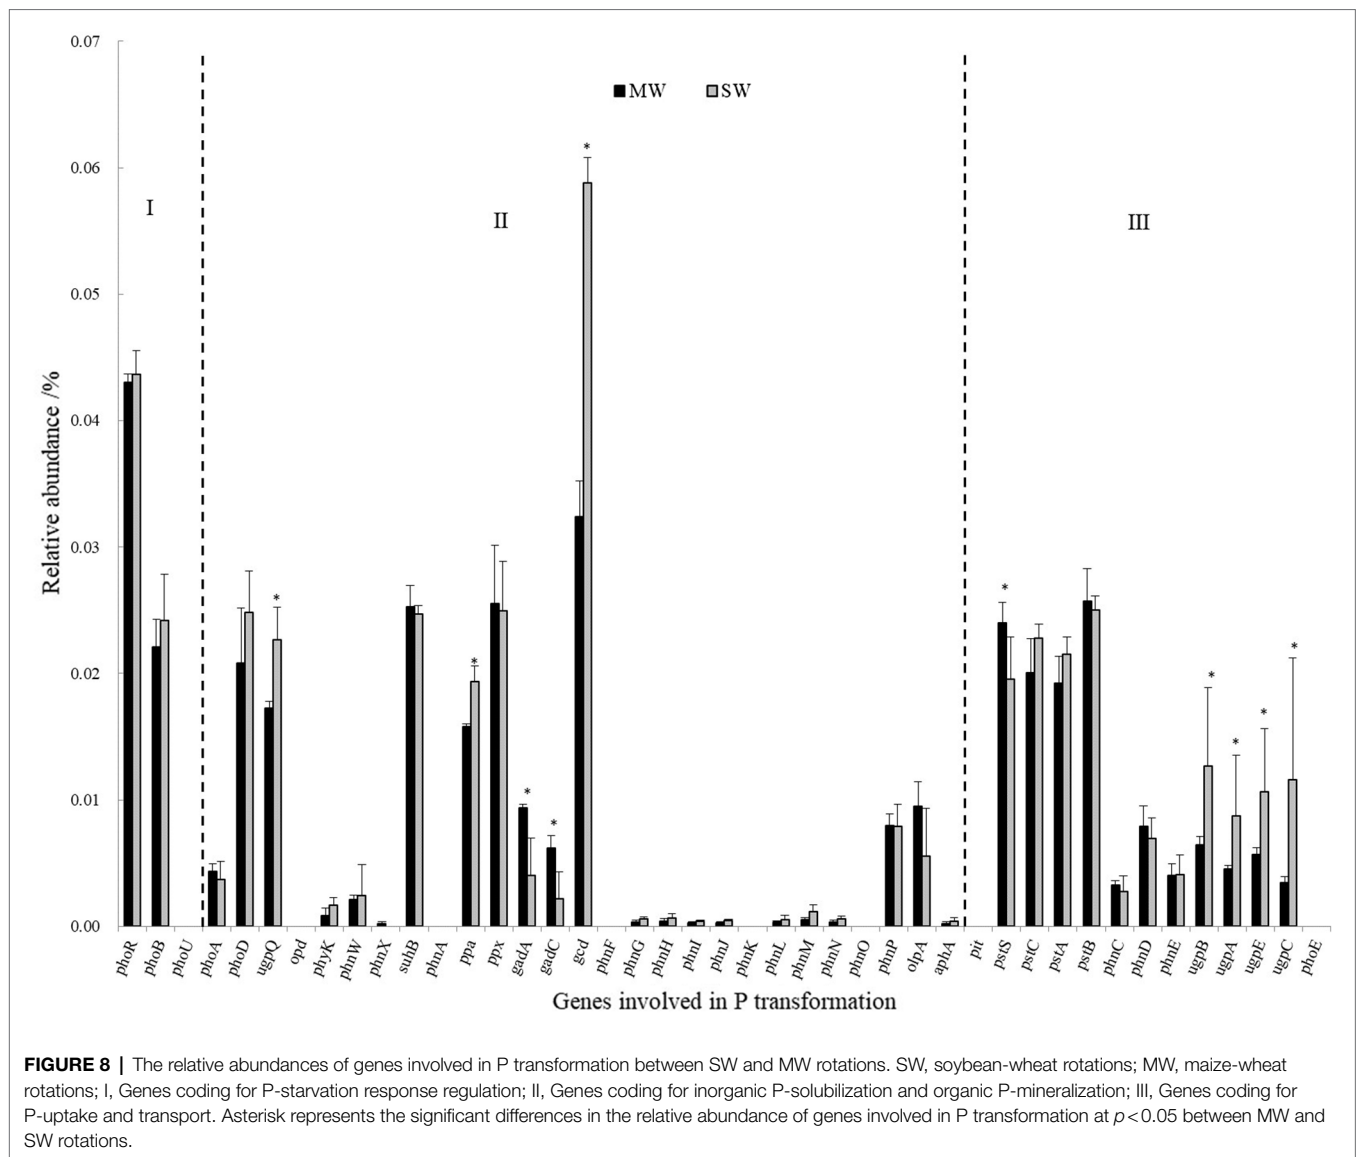 0.07
0.06
0.05
0.04
0.03
0.02
0.01
0.00
Relative abundance /%
MW
SW
I
II
III
*
*
*
*
*
*
*
*
*
*
phoR
phoB
phoU
phoA
phoD
ugpQ
opd
phyK
phnW
phnX
suhB
phnA
ppa
ppx
gadA
gadC
gcd
phnF
phnG
phnH
phnI
phnJ
phnK
phnL
phnM
phnN
phnO
phnP
olpA
aphA
pit
pstS
pstC
pstA
pstB
phnC
phnD
phnE
ugpB
ugpA
ugpE
ugpC
phoE
Genes involved in P transformation
FIGURE 8 | The relative abundances of genes involved in P transformation between SW and MW rotations. SW, soybean-wheat rotations; MW, maize-wheat
rotations; I, Genes coding for P-starvation response regulation; II, Genes coding for inorganic P-solubilization and organic P-mineralization; III, Genes coding for
P-uptake and transport. Asterisk represents the significant differences in the relative abundance of genes involved in P transformation at p < 0.05 between MW and
SW rotations.